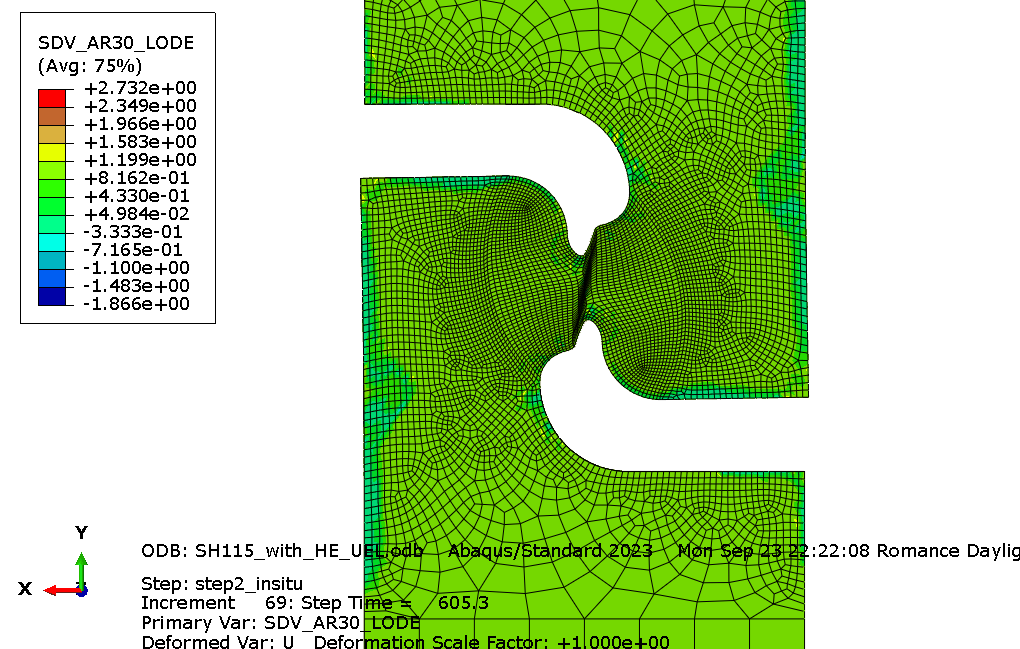 SDV_AR30_LODE
(Avg: 75%)
+2.732e+00
+2.349e+00
+1.966e+00
+1.583e+00
+1.199e+00
+8.162e-01
+4.330e-01
+4.984e-02
-3.333e-01
-7.165e-01
-1.100e+00
-1.483e+00
-1.866e+00
Y
X
ODB: SH115_with_HE_UEL.odb Abaqus/Standard 2023 Mon Sep 23 22:22:08 Romance Daylig
Step: step2_insitu
Increment 69: Step Time = 605.3
Primary Var: SDV_AR30_LODE
Deformed Var: U Deformation Scale Factor: +1.000e+00